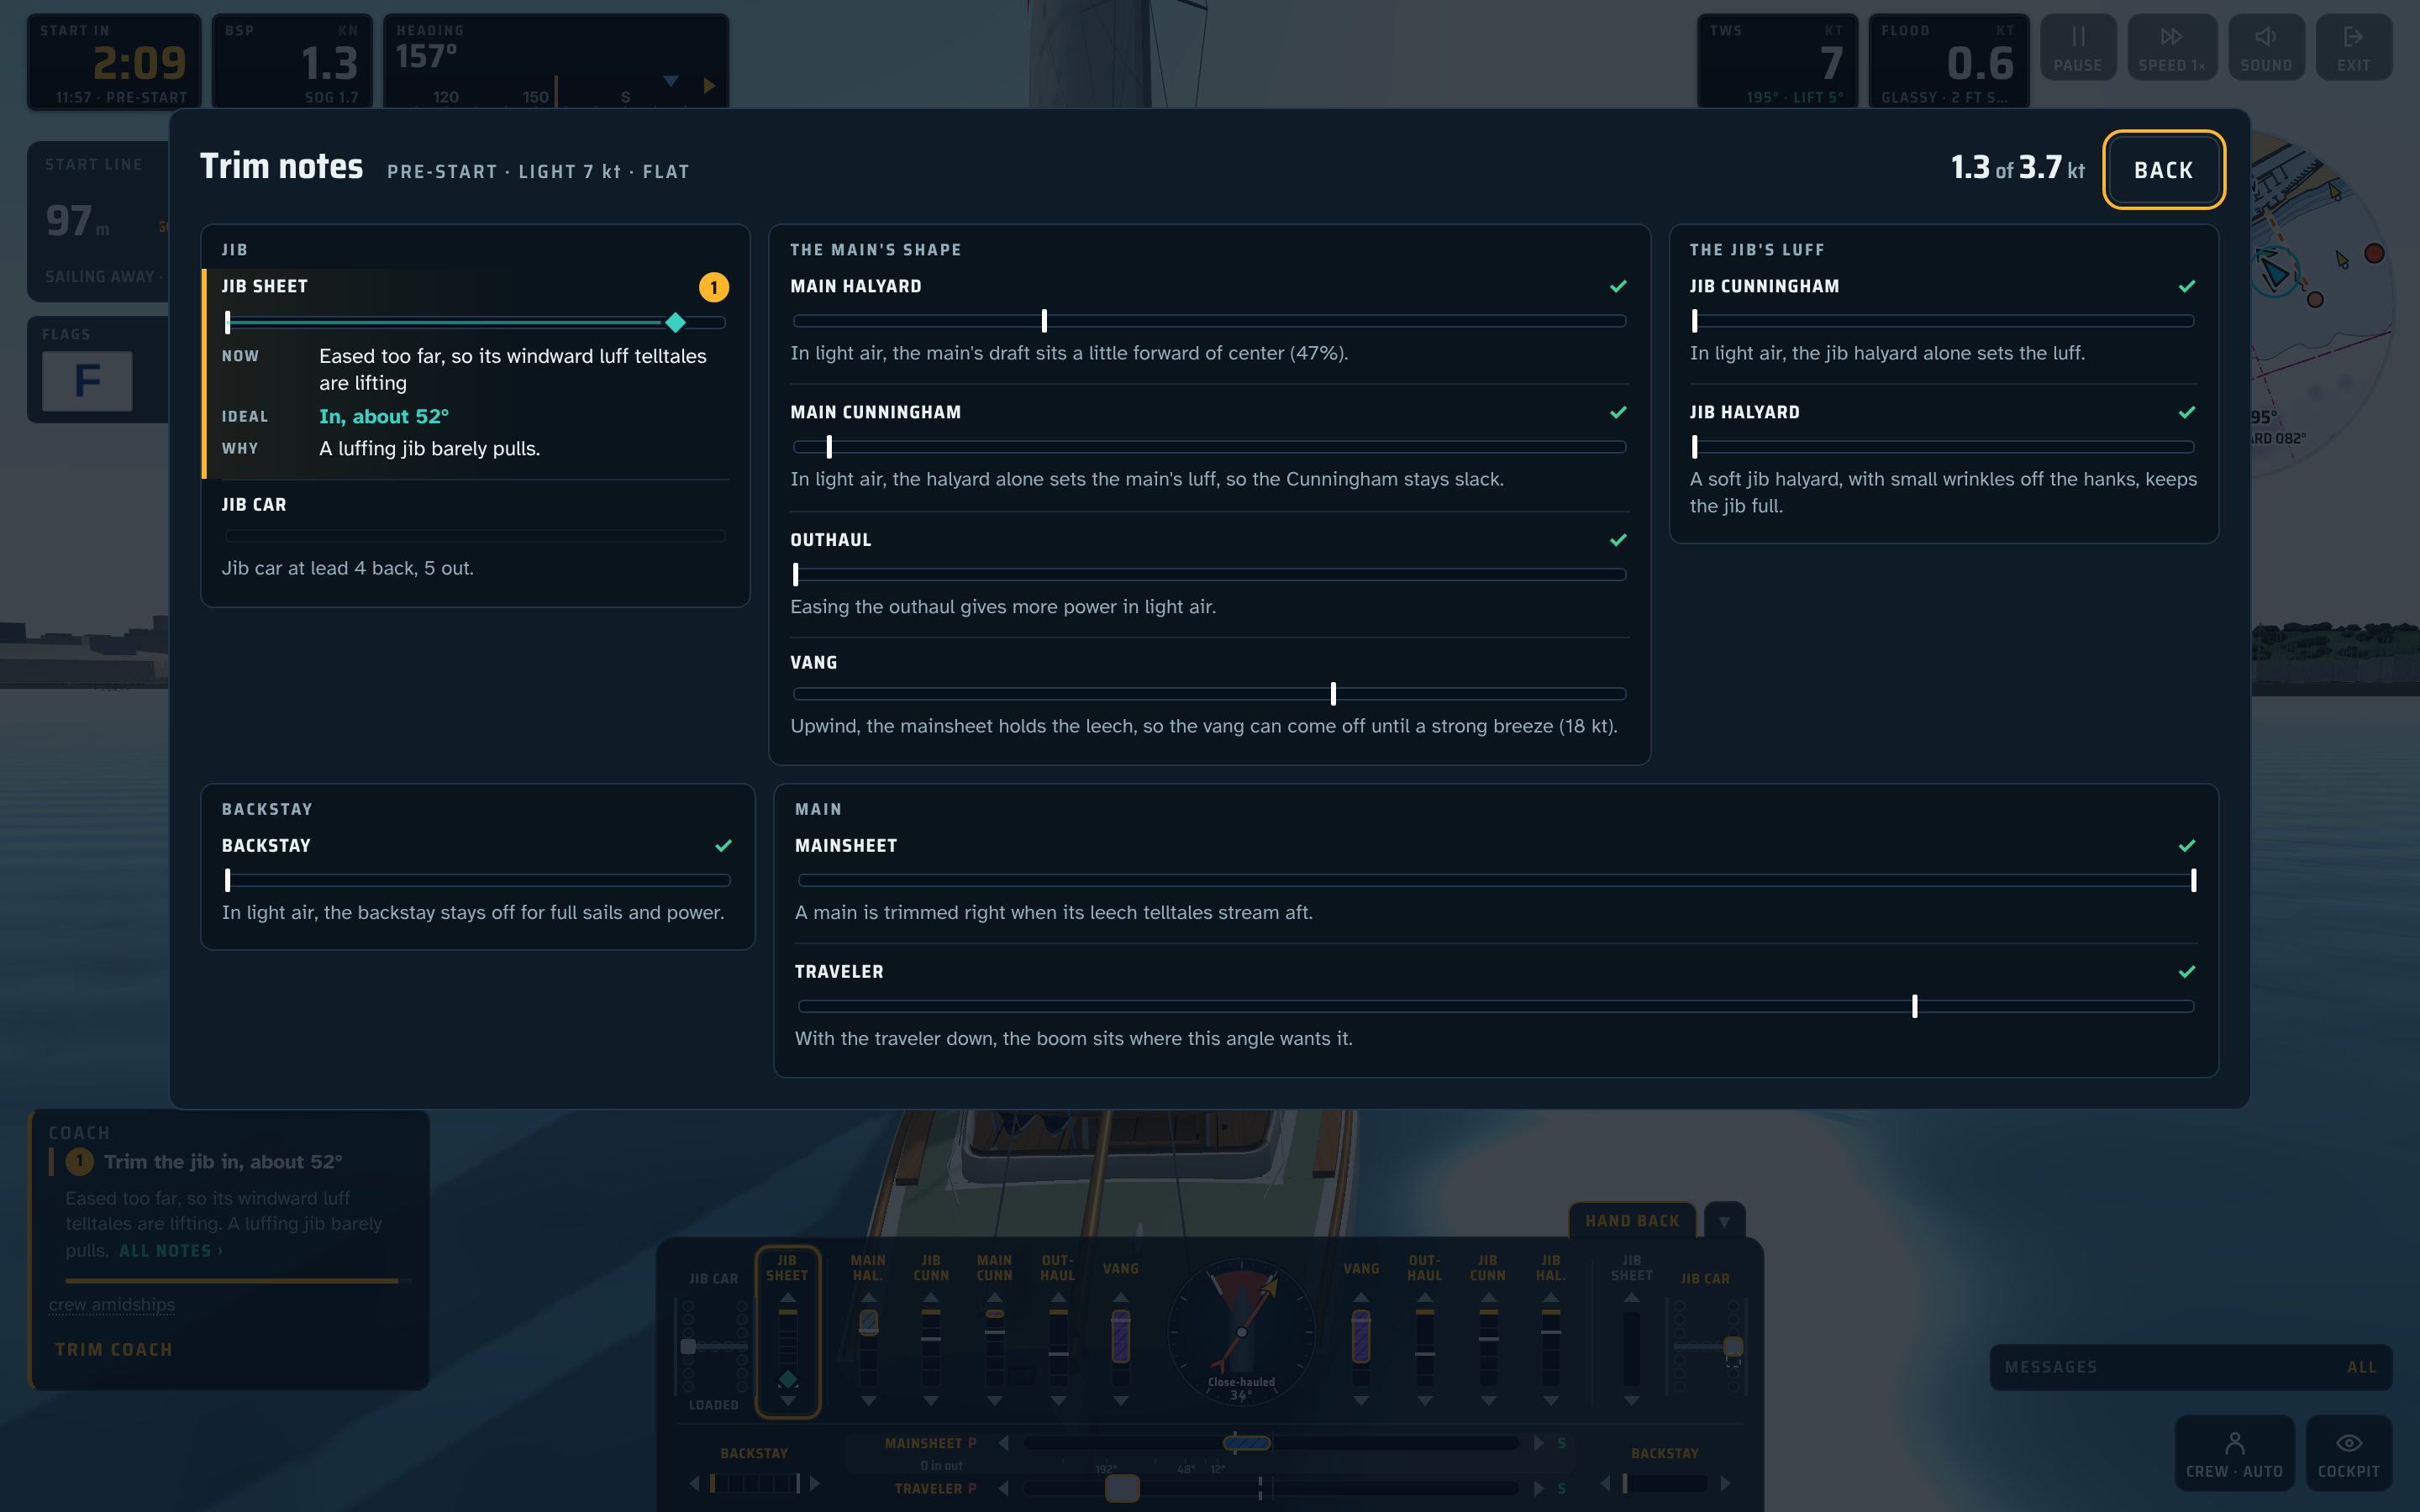 START IN
2:09
11:57 · PRE-START
BSP KN
1.3
SOG 1.7
HEADING
157°
120 150 S
TWS KT
7
195° · LIFT 5°
FLOOD KT
0.6
GLASSY · 2 FT S...
PAUSE
SPEED 1×
SOUND
EXIT
START LINE
97 m
SAILING AWAY ·
FLAGS
F
Trim notes PRE-START · LIGHT 7 kt · FLAT
1.3 of 3.7 kt
BACK
JIB
JIB SHEET 1
NOW Eased too far, so its windward luff telltales
are lifting
IDEAL In, about 52°
WHY A luffing jib barely pulls.
JIB CAR
Jib car at lead 4 back, 5 out.
THE MAIN'S SHAPE
MAIN HALYARD
In light air, the main's draft sits a little forward of center (47%).
MAIN CUNNINGHAM
In light air, the halyard alone sets the main's luff, so the Cunningham stays slack.
OUTHAUL
Easing the outhaul gives more power in light air.
VANG
Upwind, the mainsheet holds the leech, so the vang can come off until a strong breeze (18 kt).
THE JIB'S LUFF
JIB CUNNINGHAM
In light air, the jib halyard alone sets the luff.
JIB HALYARD
A soft jib halyard, with small wrinkles off the hanks, keeps
the jib full.
95°
RD 082°
BACKSTAY
BACKSTAY
In light air, the backstay stays off for full sails and power.
MAIN
MAINSHEET
A main is trimmed right when its leech telltales stream aft.
TRAVELER
With the traveler down, the boom sits where this angle wants it.
COACH
1 Trim the jib in, about 52°
Eased too far, so its windward luff
telltales are lifting. A luffing jib barely
pulls. ALL NOTES ›
crew amidships
TRIM COACH
HAND BACK ▼
JIB CAR
LOADED
JIB
SHEET
MAIN
HAL.
JIB
CUNN
MAIN
CUNN
OUT-
HAUL
VANG
Close-hauled
34°
VANG
OUT-
HAUL
JIB
CUNN
JIB
HAL.
JIB
SHEET
JIB CAR
BACKSTAY
MAINSHEET P S
0 in out
192° 48° 12°
TRAVELER P S
BACKSTAY
MESSAGES ALL
CREW · AUTO
COCKPIT